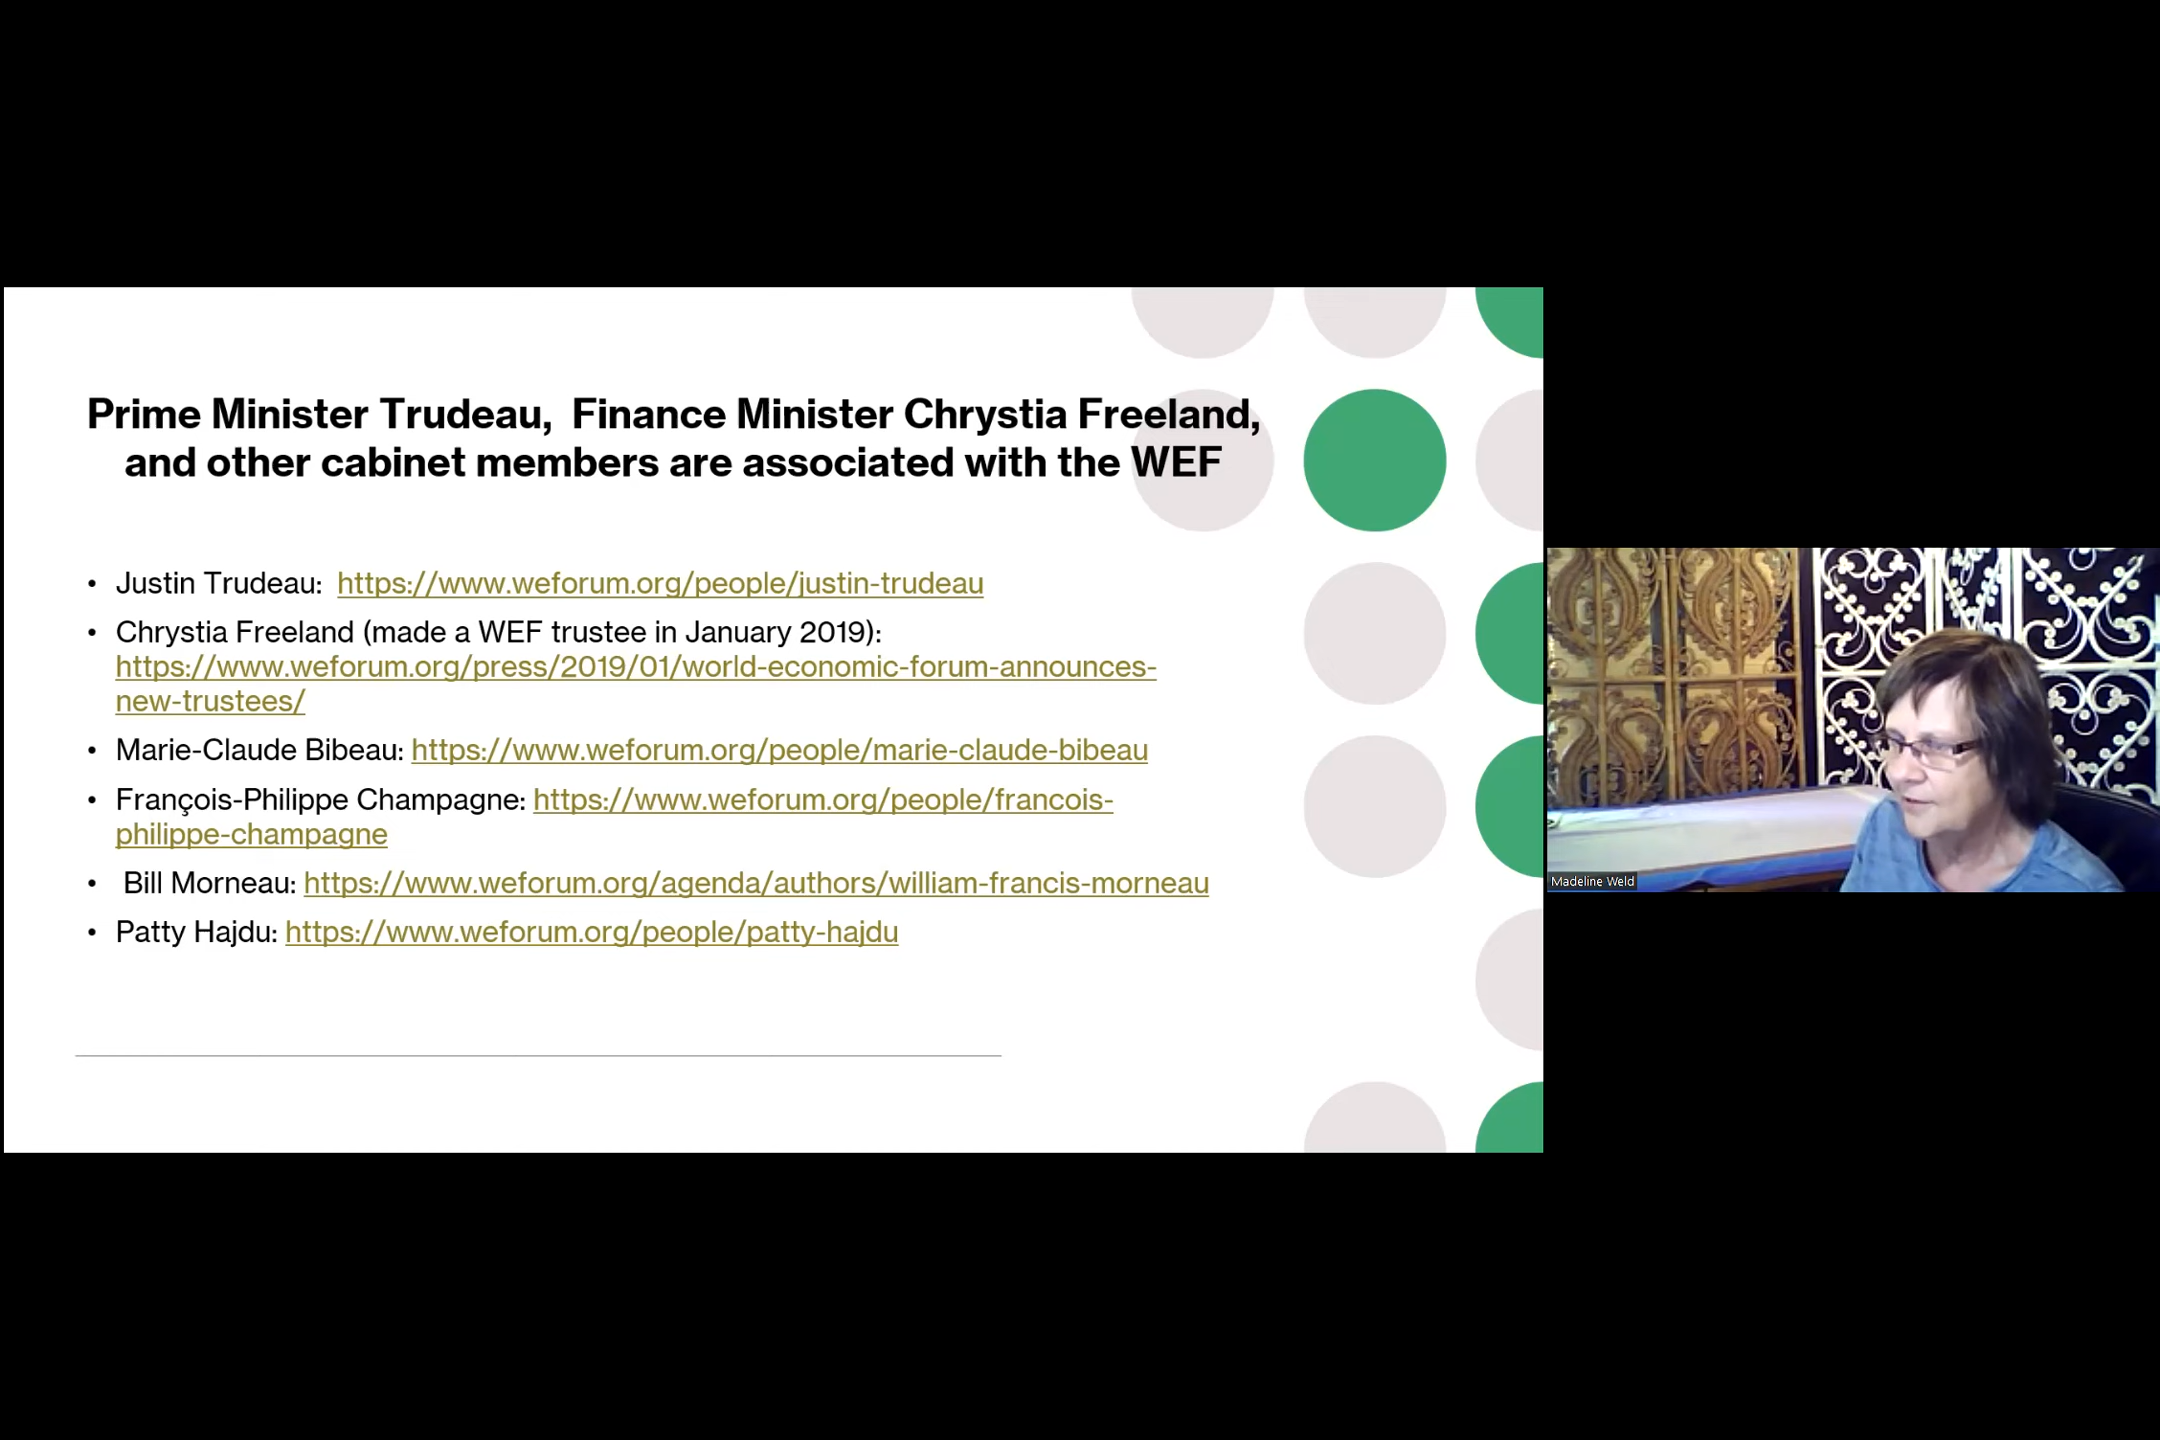 Prime Minister Trudeau,  Finance Minister Chrystia Freeland,
and other cabinet members are associated with the WEF
• Justin Trudeau:  https://www.weforum.org/people/justin-trudeau
• Chrystia Freeland (made a WEF trustee in January 2019):
https://www.weforum.org/press/2019/01/world-economic-forum-announces-
new-trustees/
• Marie-Claude Bibeau: https://www.weforum.org/people/marie-claude-bibeau
• François-Philippe Champagne: https://www.weforum.org/people/francois-
philippe-champagne
• Bill Morneau: https://www.weforum.org/agenda/authors/william-francis-morneau
• Patty Hajdu: https://www.weforum.org/people/patty-hajdu
Madeline Weld